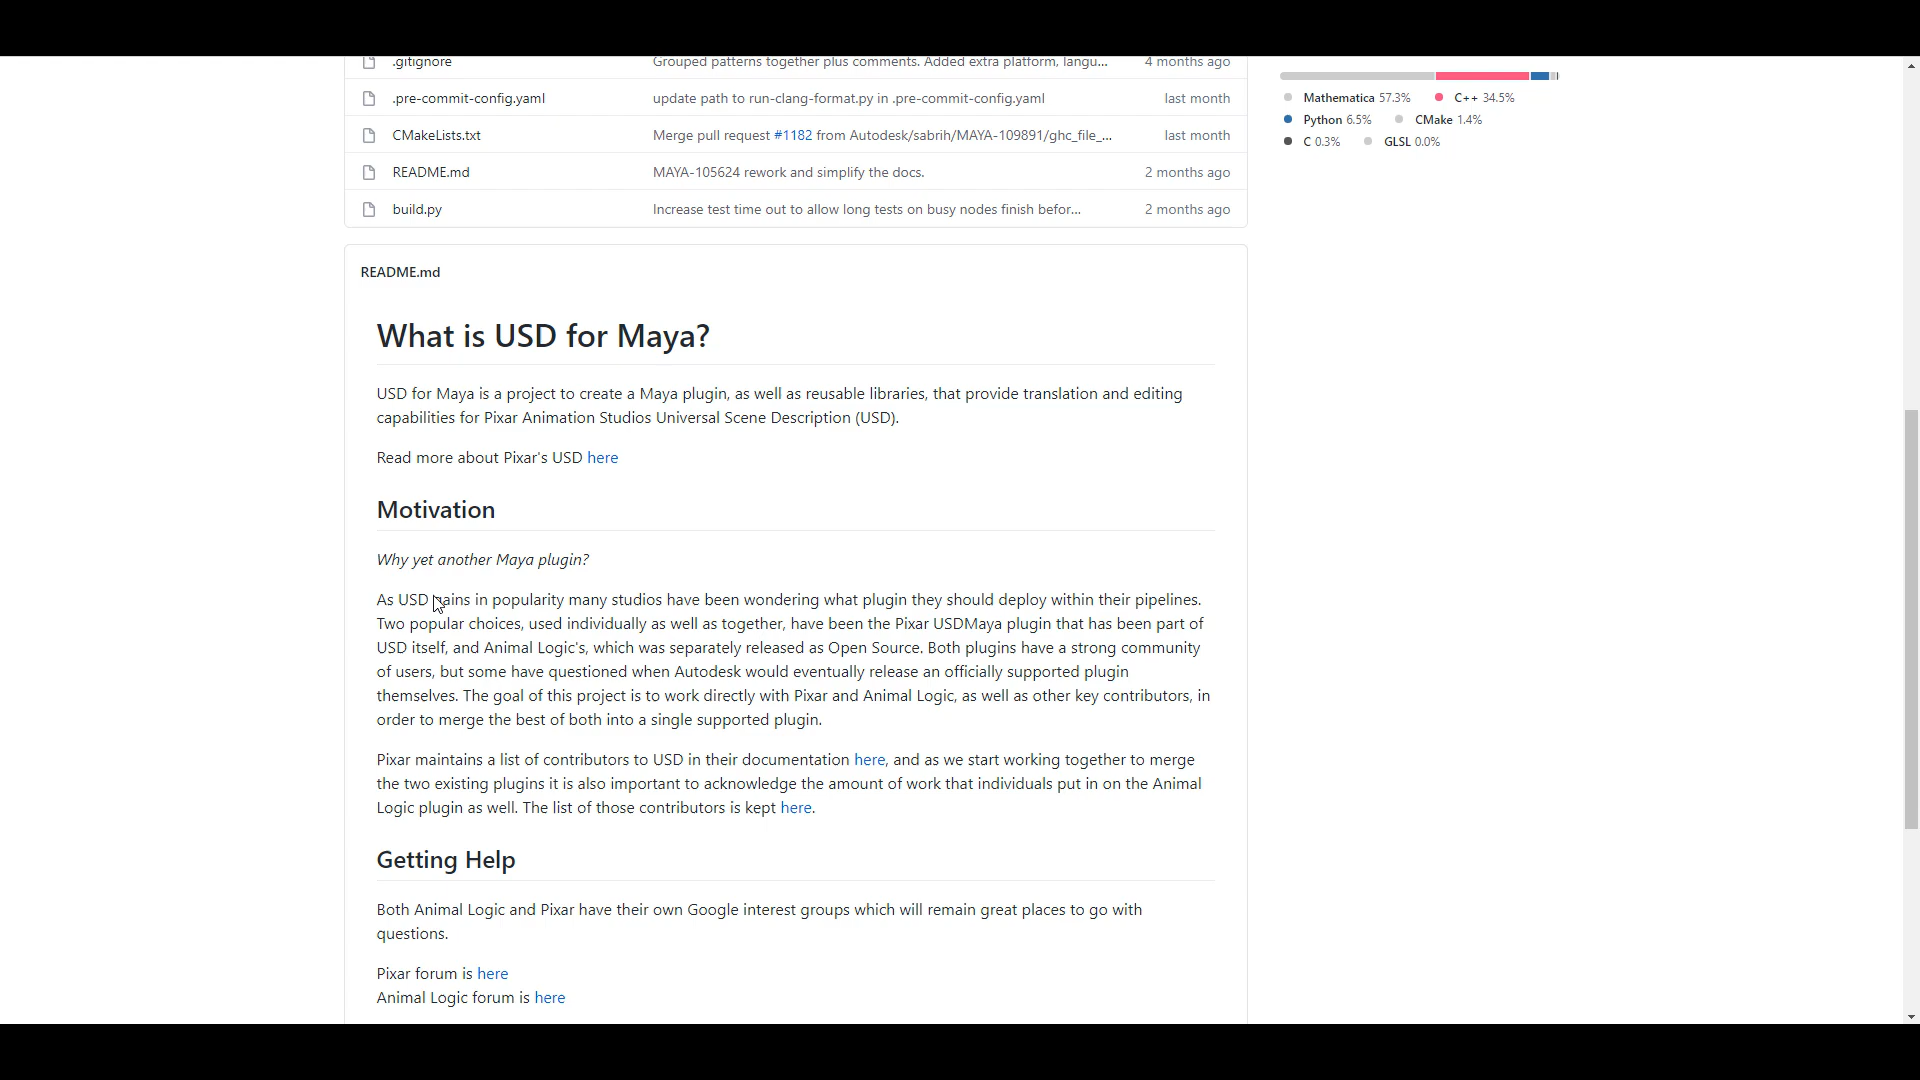 .gitignore Grouped patterns together plus comments. Added extra platform, langu... 4 months ago
.pre-commit-config.yaml update path to run-clang-format.py in .pre-commit-config.yaml last month
CMakeLists.txt Merge pull request #1182 from Autodesk/sabrih/MAYA-109891/ghc_file_... last month
README.md MAYA-105624 rework and simplify the docs. 2 months ago
build.py Increase test time out to allow long tests on busy nodes finish befor... 2 months ago
Mathematica 57.3% C++ 34.5%
Python 6.5% CMake 1.4%
C 0.3% GLSL 0.0%
README.md
What is USD for Maya?
USD for Maya is a project to create a Maya plugin, as well as reusable libraries, that provide translation and editing
capabilities for Pixar Animation Studios Universal Scene Description (USD).
Read more about Pixar's USD here
Motivation
Why yet another Maya plugin?
As USD gains in popularity many studios have been wondering what plugin they should deploy within their pipelines.
Two popular choices, used individually as well as together, have been the Pixar USDMaya plugin that has been part of
USD itself, and Animal Logic's, which was separately released as Open Source. Both plugins have a strong community
of users, but some have questioned when Autodesk would eventually release an officially supported plugin
themselves. The goal of this project is to work directly with Pixar and Animal Logic, as well as other key contributors, in
order to merge the best of both into a single supported plugin.
Pixar maintains a list of contributors to USD in their documentation here, and as we start working together to merge
the two existing plugins it is also important to acknowledge the amount of work that individuals put in on the Animal
Logic plugin as well. The list of those contributors is kept here.
Getting Help
Both Animal Logic and Pixar have their own Google interest groups which will remain great places to go with
questions.
Pixar forum is here
Animal Logic forum is here